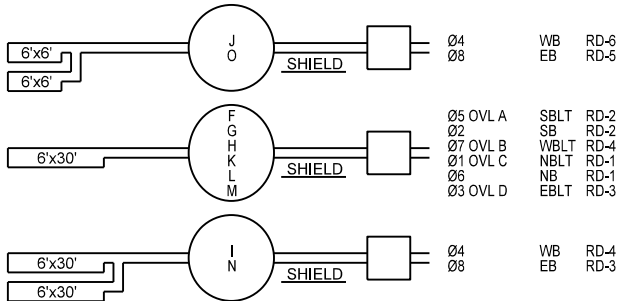 J Ø4 WB RD-6
6'x6' O SHIELD Ø8 EB RD-5
6'x6'
F Ø5 OVL A SBLT RD-2
G Ø2 SB RD-2
H Ø7 OVL B WBLT RD-4
6'x30' K SHIELD Ø1 OVL C NBLT RD-1
L Ø6 NB RD-1
M Ø3 OVL D EBLT RD-3
I Ø4 WB RD-4
6'x30' N SHIELD Ø8 EB RD-3
6'x30'